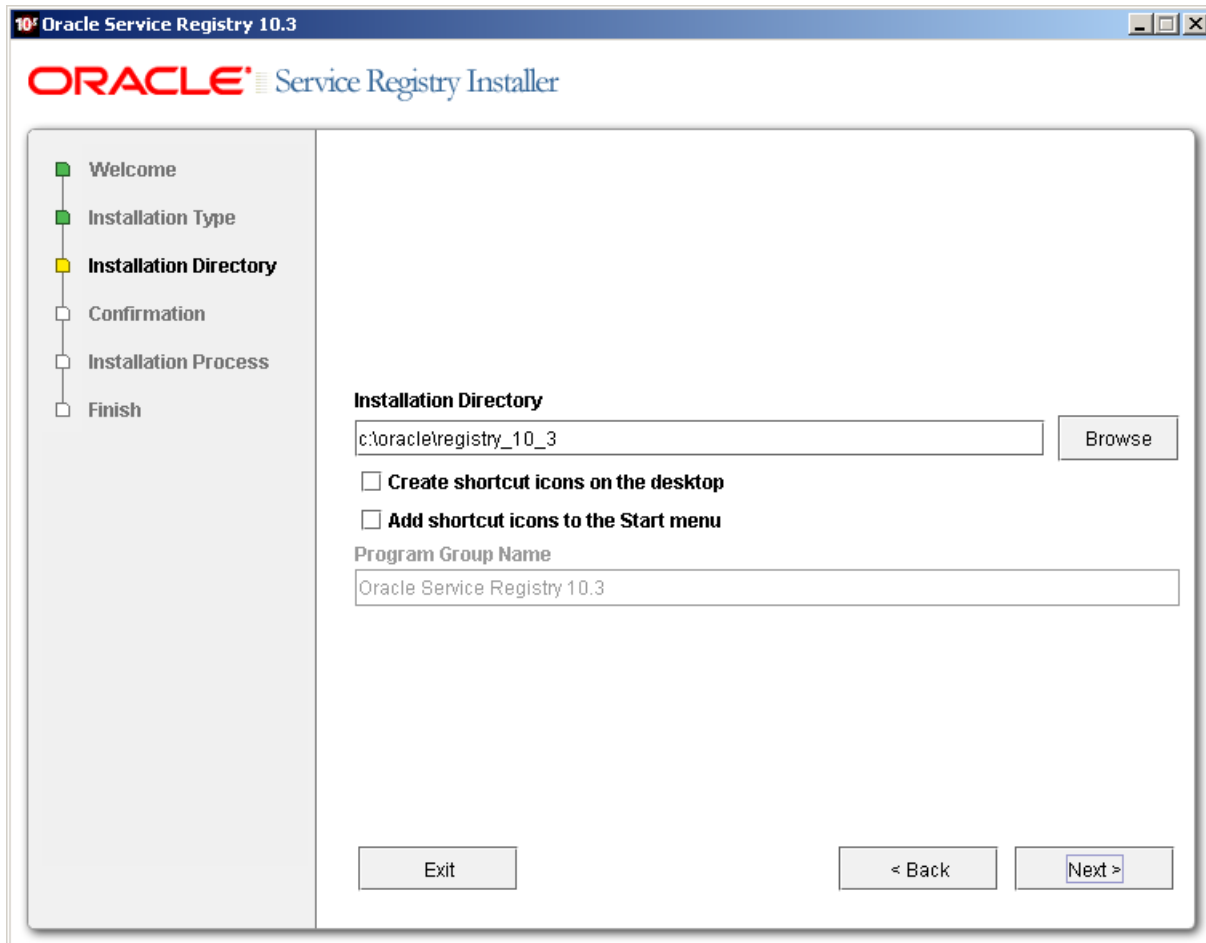 Oracle Service Registry 10.3
ORACLE Service Registry Installer
Welcome
Installation Type
Installation Directory
Confirmation
Installation Process
Finish
Installation Directory
c:\oracle\registry_10_3
Browse
Create shortcut icons on the desktop
Add shortcut icons to the Start menu
Program Group Name
Oracle Service Registry 10.3
Exit
< Back
Next >